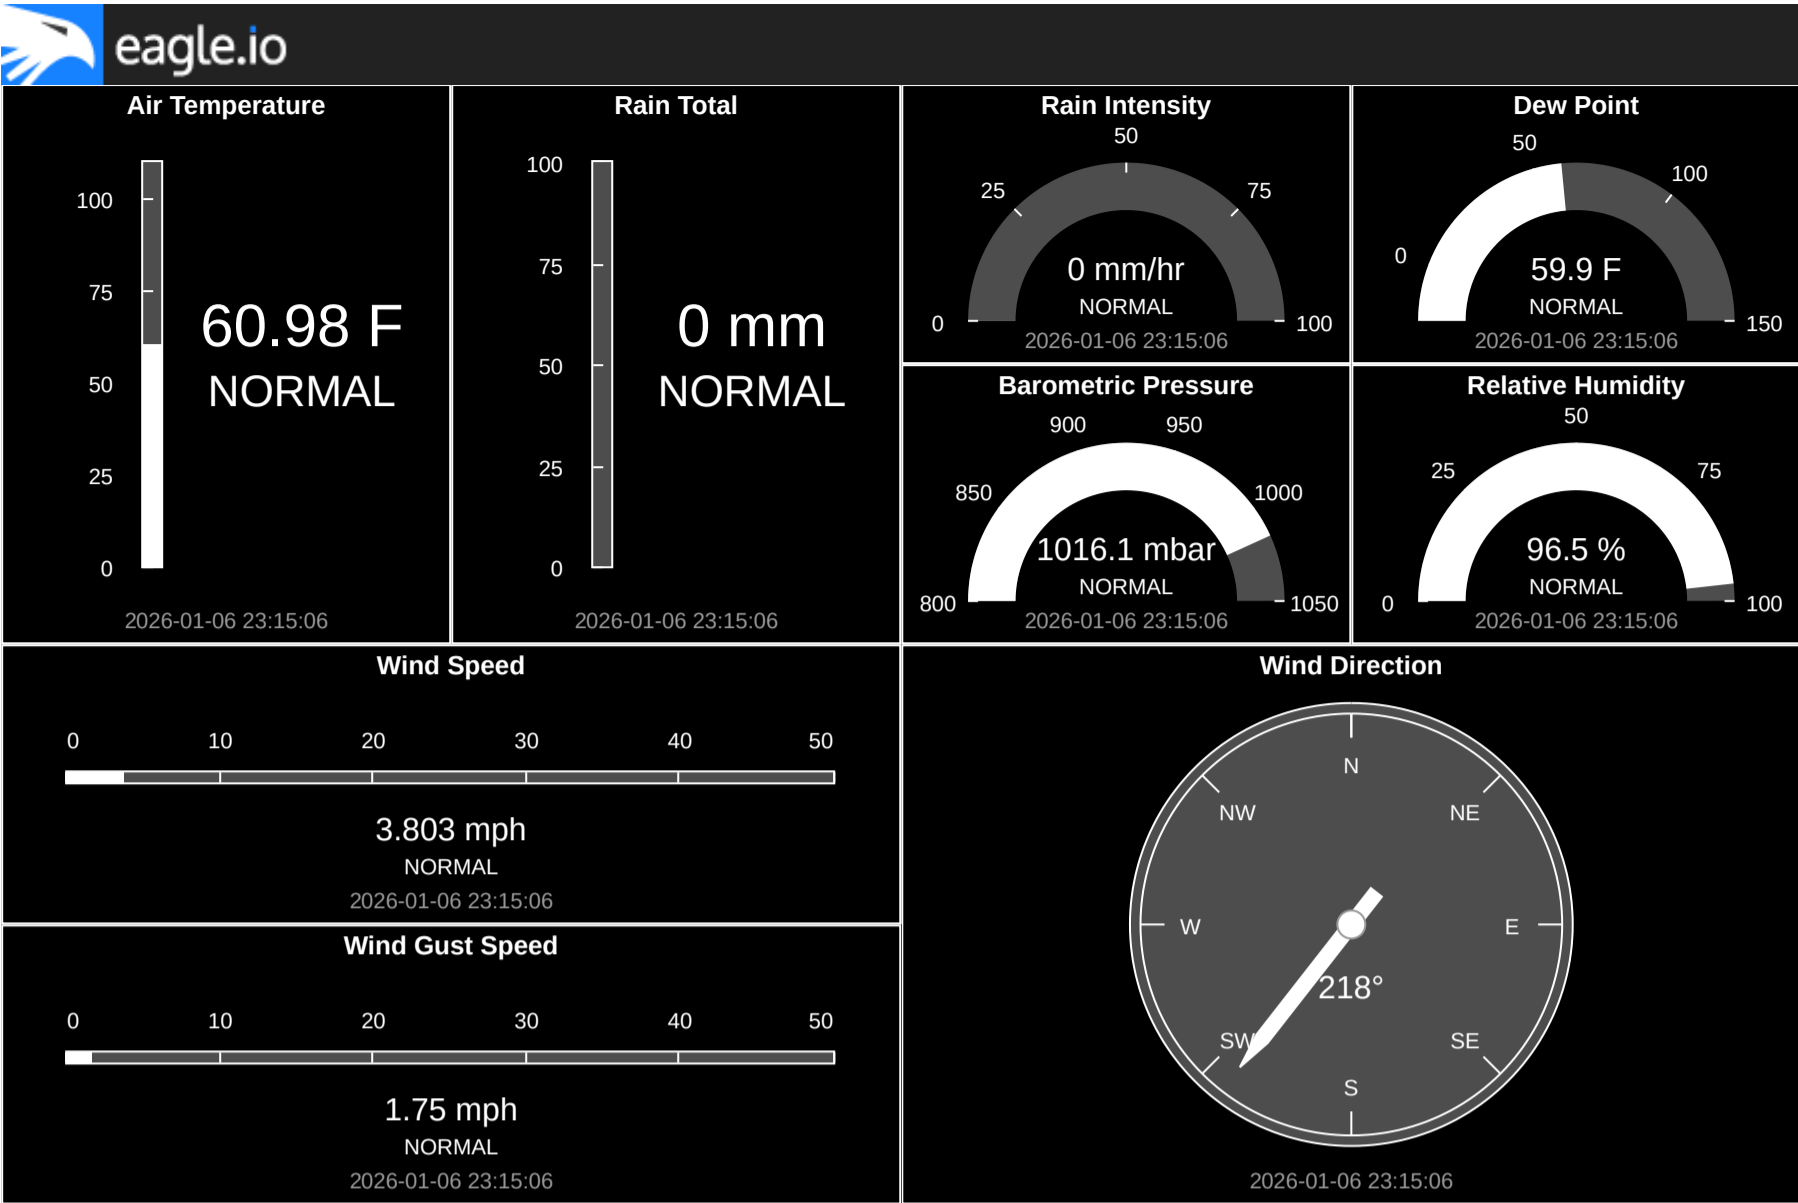 eagle.io
Air Temperature
100
75
50
25
0
60.98 F
NORMAL
2026-01-06 23:15:06
Rain Total
100
75
50
25
0
0 mm
NORMAL
2026-01-06 23:15:06
Rain Intensity
0
25
50
75
100
0 mm/hr
NORMAL
2026-01-06 23:15:06
Dew Point
0
50
100
150
59.9 F
NORMAL
2026-01-06 23:15:06
Barometric Pressure
800
850
900
950
1000
1050
1016.1 mbar
NORMAL
2026-01-06 23:15:06
Relative Humidity
0
25
50
75
100
96.5 %
NORMAL
2026-01-06 23:15:06
Wind Speed
0 10 20 30 40 50
3.803 mph
NORMAL
2026-01-06 23:15:06
Wind Gust Speed
0 10 20 30 40 50
1.75 mph
NORMAL
2026-01-06 23:15:06
Wind Direction
N
NW NE
W E
218°
SW SE
S
2026-01-06 23:15:06